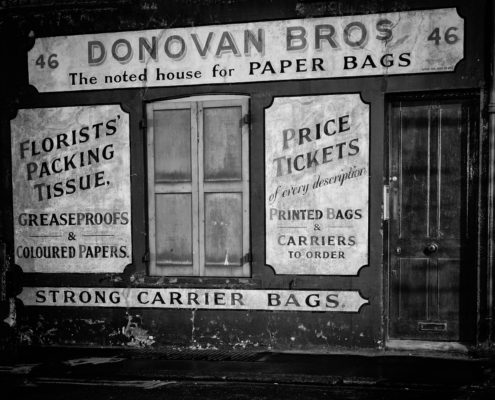 46 DONOVAN BROS 46
The noted house for PAPER BAGS
FLORISTS'
PACKING
TISSUE,
GREASEPROOFS
&
COLOURED PAPERS.
PRICE
TICKETS
of every description
PRINTED BAGS
&
CARRIERS
TO ORDER
STRONG CARRIER BAGS.